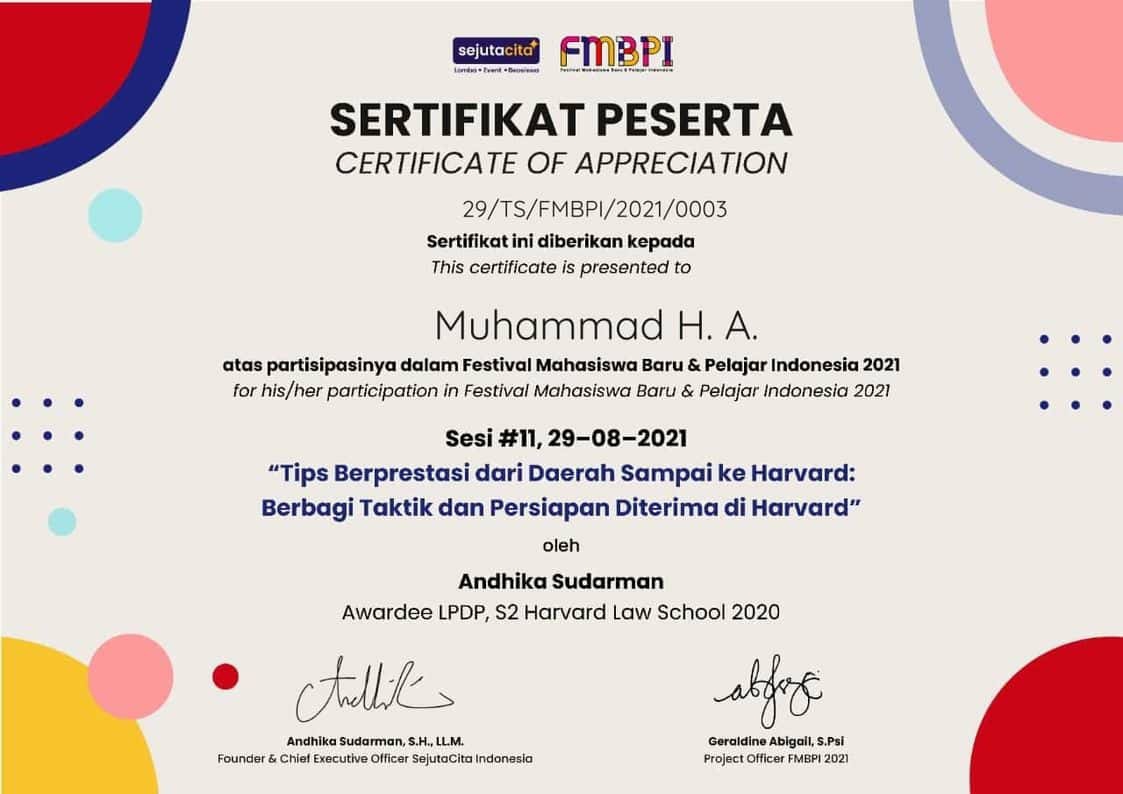 sejutacita
Lomba • Event • Beasiswa
FMBPI
Festival Mahasiswa Baru & Pelajar Indonesia
SERTIFIKAT PESERTA
CERTIFICATE OF APPRECIATION
29/TS/FMBPI/2021/0003
Sertifikat ini diberikan kepada
This certificate is presented to
Muhammad H. A.
atas partisipasinya dalam Festival Mahasiswa Baru & Pelajar Indonesia 2021
for his/her participation in Festival Mahasiswa Baru & Pelajar Indonesia 2021
Sesi #11, 29–08–2021
“Tips Berprestasi dari Daerah Sampai ke Harvard:
Berbagi Taktik dan Persiapan Diterima di Harvard”
oleh
Andhika Sudarman
Awardee LPDP, S2 Harvard Law School 2020
Andhika Sudarman, S.H., LL.M.
Founder & Chief Executive Officer SejutaCita Indonesia
Geraldine Abigail, S.Psi
Project Officer FMBPI 2021